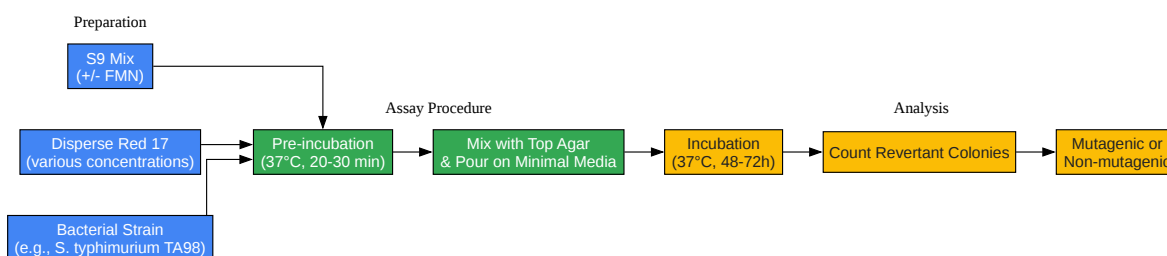 Preparation
S9 Mix
(+/- FMN)
Assay Procedure
Analysis
Disperse Red 17
(various concentrations)
Pre-incubation
(37°C, 20-30 min)
Mix with Top Agar
& Pour on Minimal Media
Incubation
(37°C, 48-72h)
Count Revertant Colonies
Mutagenic or
Non-mutagenic
Bacterial Strain
(e.g., S. typhimurium TA98)